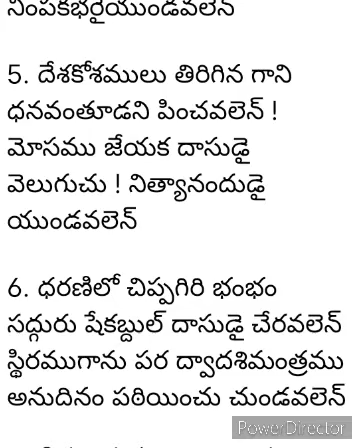 నింపకభరైయుండవలెన్
5. దేశకోశములు తిరిగిన గాని
ధనవంతూడని పించవలెన్ !
మోసము జేయక దాసుడై
వెలుగుచు ! నిత్యానందుడై
యుండవలెన్
6. ధరణిలో చిప్పగిరి భంభం
సద్గురు షేకబ్దుల్ దాసుడై చేరవలెన్
స్థిరముగాను పర ద్వాదశిమంత్రము
అనుదినం పఠియించు చుండవలెన్
PowerDirector